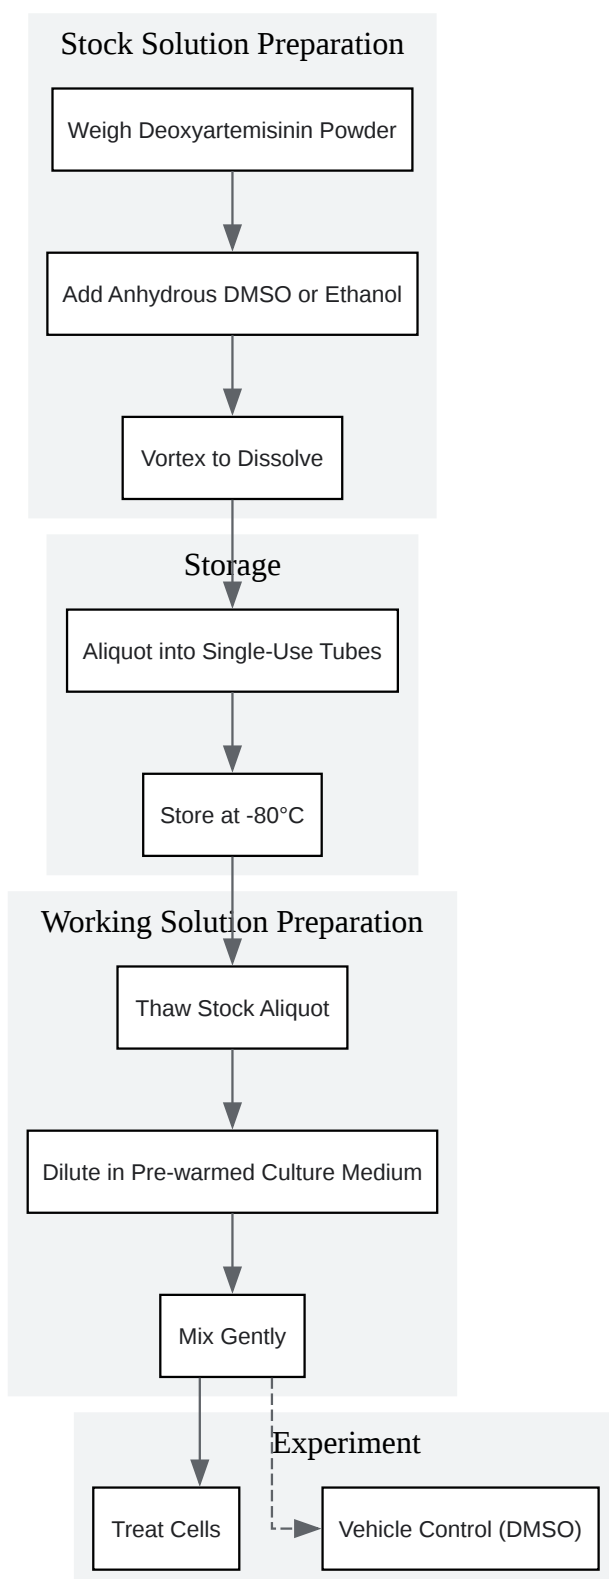 Stock Solution Preparation
Weigh Deoxyartemisinin Powder
Add Anhydrous DMSO or Ethanol
Vortex to Dissolve
Storage
Aliquot into Single-Use Tubes
Store at -80°C
Working Solution Preparation
Thaw Stock Aliquot
Dilute in Pre-warmed Culture Medium
Mix Gently
Experiment
Treat Cells
Vehicle Control (DMSO)